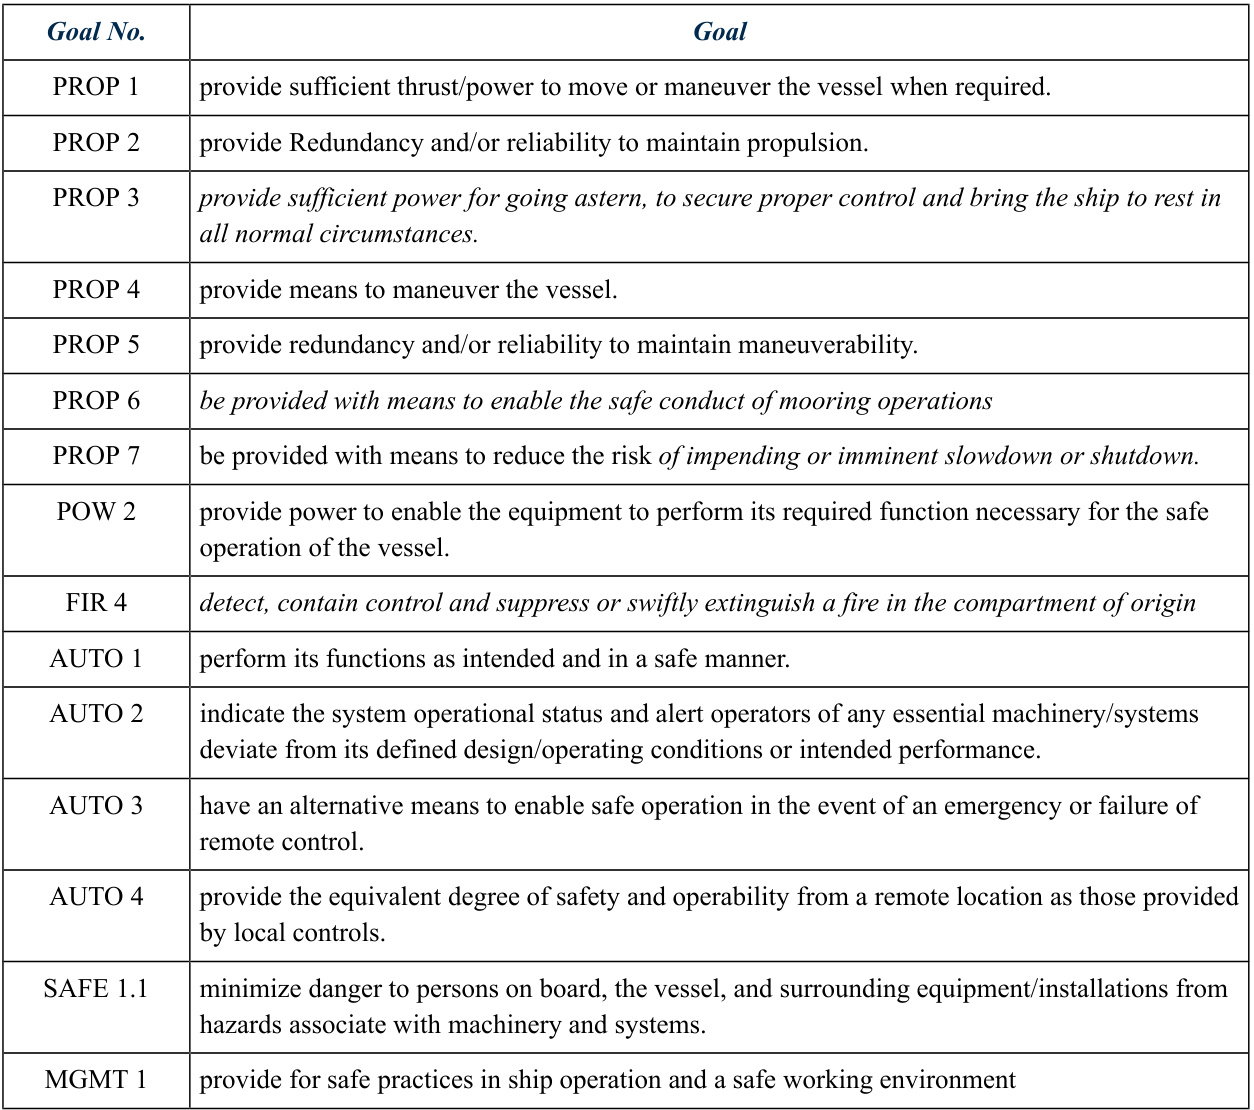 Goal No. Goal
PROP 1 provide sufficient thrust/power to move or maneuver the vessel when required.
PROP 2 provide Redundancy and/or reliability to maintain propulsion.
PROP 3 provide sufficient power for going astern, to secure proper control and bring the ship to rest in
all normal circumstances.
PROP 4 provide means to maneuver the vessel.
PROP 5 provide redundancy and/or reliability to maintain maneuverability.
PROP 6 be provided with means to enable the safe conduct of mooring operations
PROP 7 be provided with means to reduce the risk of impending or imminent slowdown or shutdown.
POW 2 provide power to enable the equipment to perform its required function necessary for the safe
operation of the vessel.
FIR 4 detect, contain control and suppress or swiftly extinguish a fire in the compartment of origin
AUTO 1 perform its functions as intended and in a safe manner.
AUTO 2 indicate the system operational status and alert operators of any essential machinery/systems
deviate from its defined design/operating conditions or intended performance.
AUTO 3 have an alternative means to enable safe operation in the event of an emergency or failure of
remote control.
AUTO 4 provide the equivalent degree of safety and operability from a remote location as those provided
by local controls.
SAFE 1.1 minimize danger to persons on board, the vessel, and surrounding equipment/installations from
hazards associate with machinery and systems.
MGMT 1 provide for safe practices in ship operation and a safe working environment